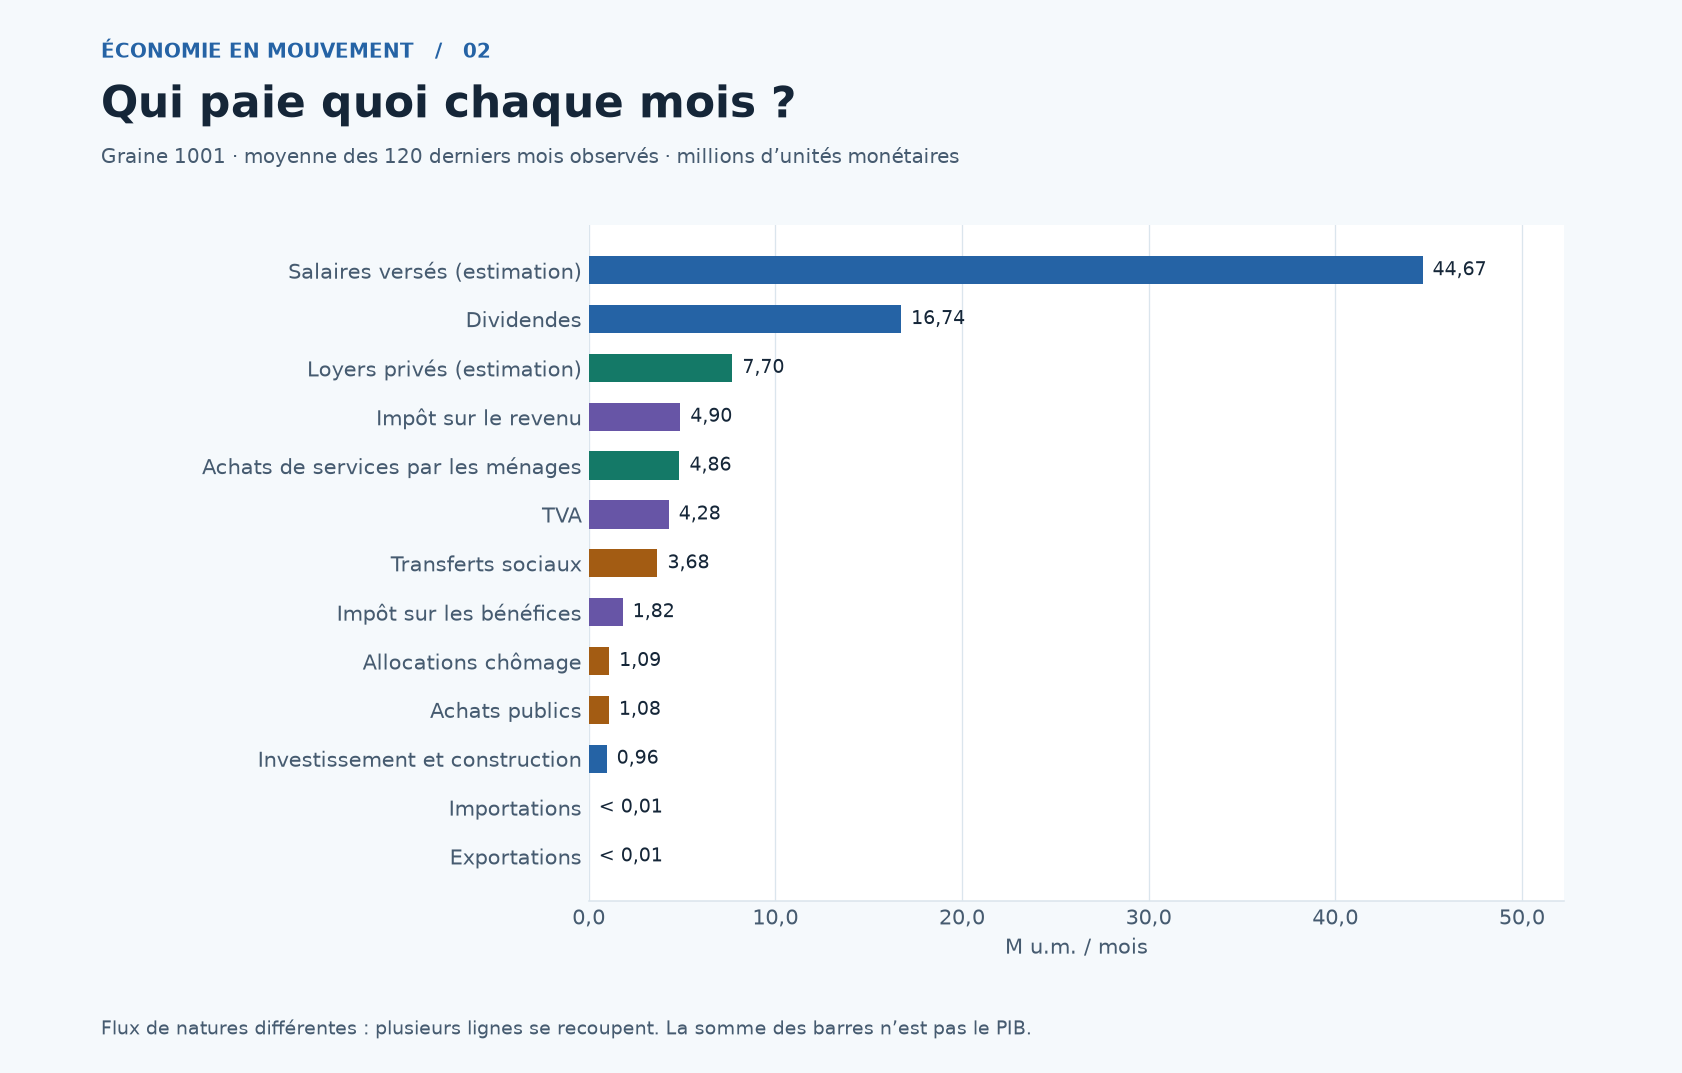 ÉCONOMIE EN MOUVEMENT / 02
Qui paie quoi chaque mois ?
Graine 1001 · moyenne des 120 derniers mois observés · millions d’unités monétaires
Salaires versés (estimation) 44,67
Dividendes 16,74
Loyers privés (estimation) 7,70
Impôt sur le revenu 4,90
Achats de services par les ménages 4,86
TVA 4,28
Transferts sociaux 3,68
Impôt sur les bénéfices 1,82
Allocations chômage 1,09
Achats publics 1,08
Investissement et construction 0,96
Importations < 0,01
Exportations < 0,01
0,0 10,0 20,0 30,0 40,0 50,0
M u.m. / mois
Flux de natures différentes : plusieurs lignes se recoupent. La somme des barres n’est pas le PIB.